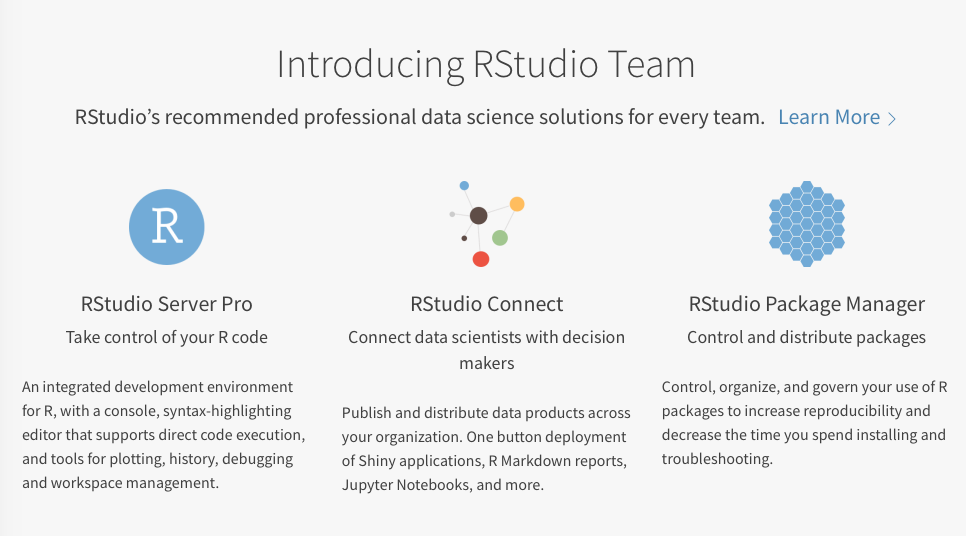 Introducing RStudio Team
RStudio’s recommended professional data science solutions for every team. Learn More >
R
RStudio Server Pro
Take control of your R code
An integrated development environment
for R, with a console, syntax-highlighting
editor that supports direct code execution,
and tools for plotting, history, debugging
and workspace management.
RStudio Connect
Connect data scientists with decision
makers
Publish and distribute data products across
your organization. One button deployment
of Shiny applications, R Markdown reports,
Jupyter Notebooks, and more.
RStudio Package Manager
Control and distribute packages
Control, organize, and govern your use of R
packages to increase reproducibility and
decrease the time you spend installing and
troubleshooting.